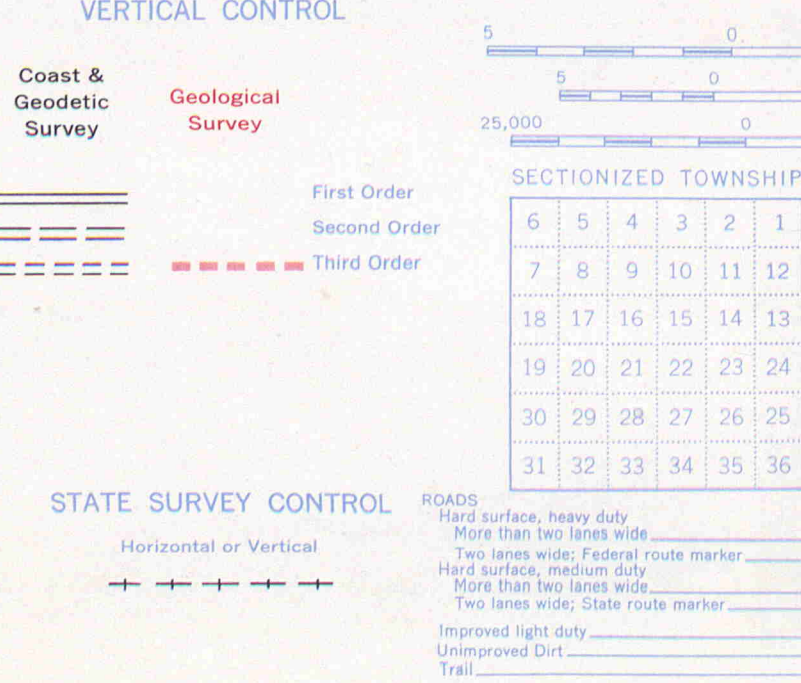 VERTICAL CONTROL
Coast &
Geodetic
Survey
Geological
Survey
First Order
Second Order
Third Order
5 0
5 0
25,000 0
SECTIONIZED TOWNSHIP
6 5 4 3 2 1
7 8 9 10 11 12
18 17 16 15 14 13
19 20 21 22 23 24
30 29 28 27 26 25
31 32 33 34 35 36
STATE SURVEY CONTROL
Horizontal or Vertical
ROADS
Hard surface, heavy duty
More than two lanes wide
Two lanes wide; Federal route marker
Hard surface, medium duty
More than two lanes wide
Two lanes wide; State route marker
Improved light duty
Unimproved Dirt
Trail